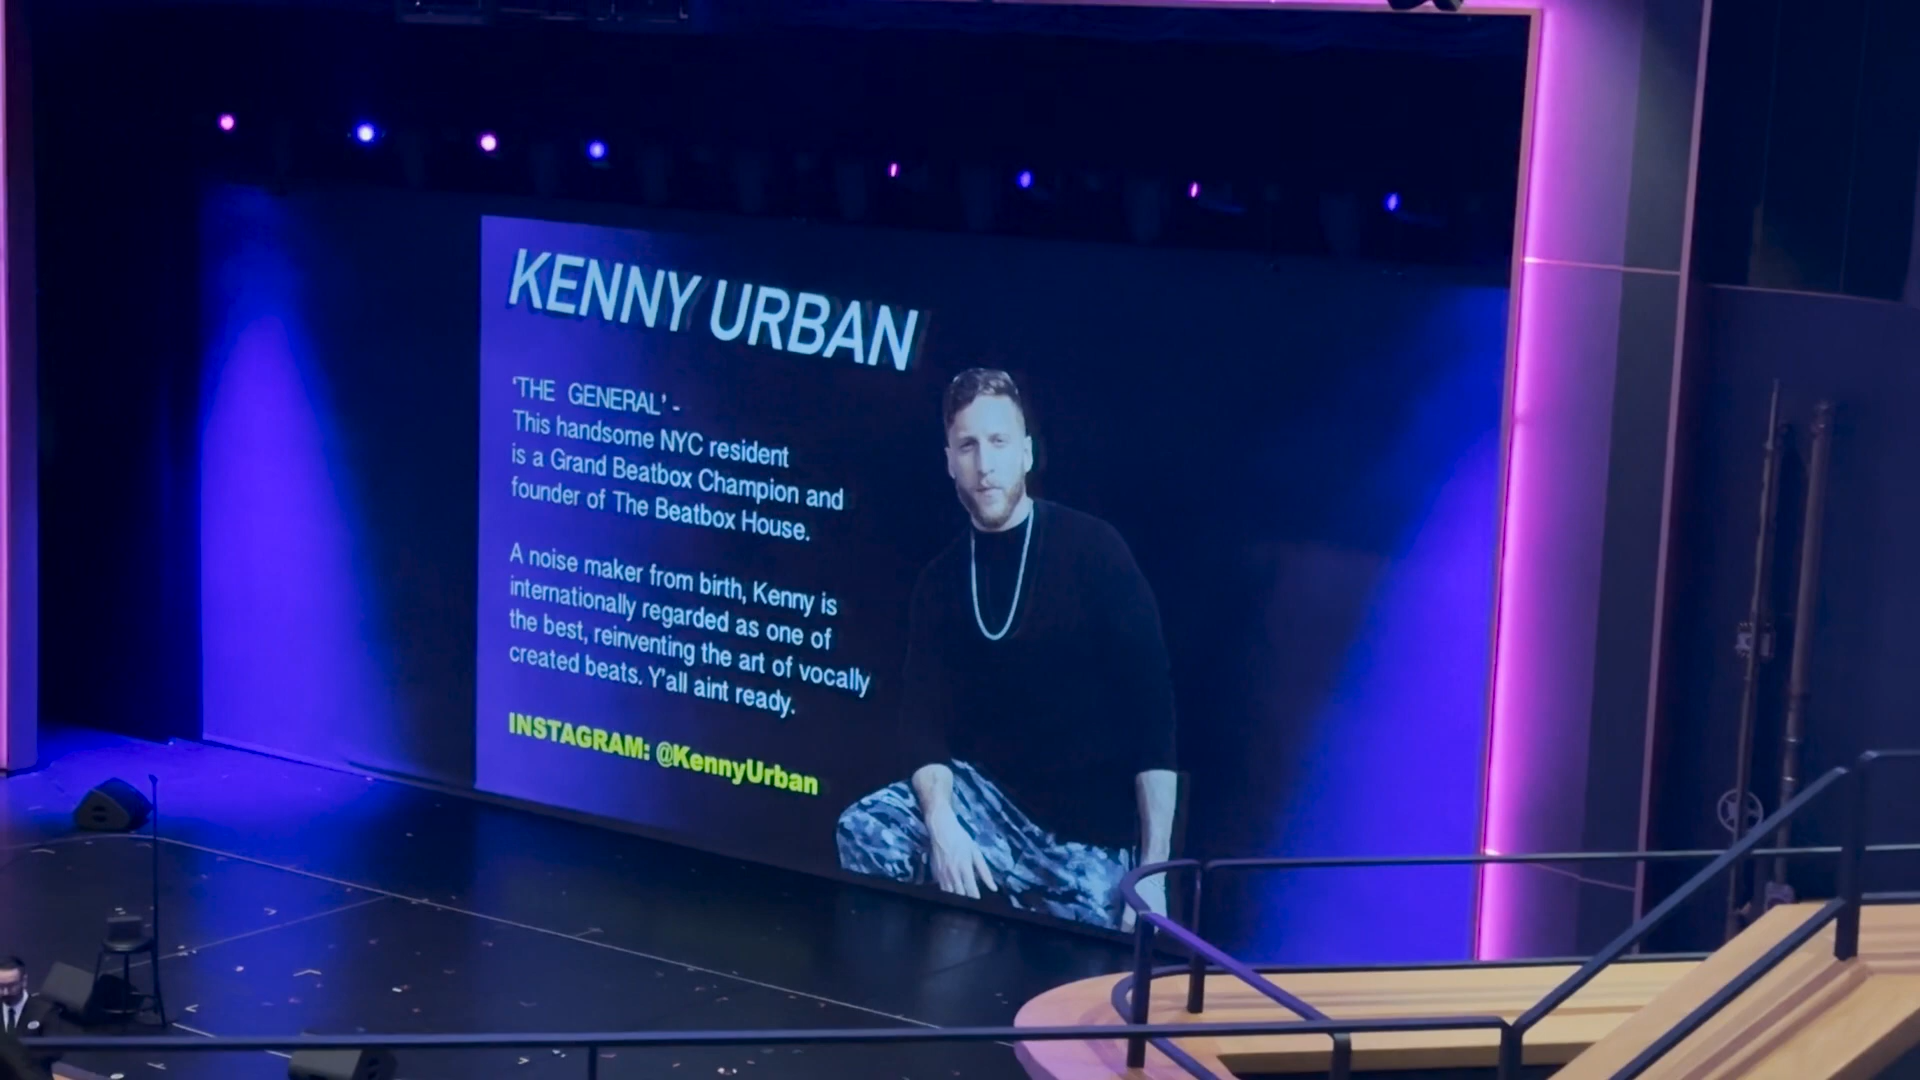 KENNY URBAN
‘THE GENERAL’ -
This handsome NYC resident
is a Grand Beatbox Champion and
founder of The Beatbox House.
A noise maker from birth, Kenny is
internationally regarded as one of
the best, reinventing the art of vocally
created beats. Y'all aint ready.
INSTAGRAM: @KennyUrban